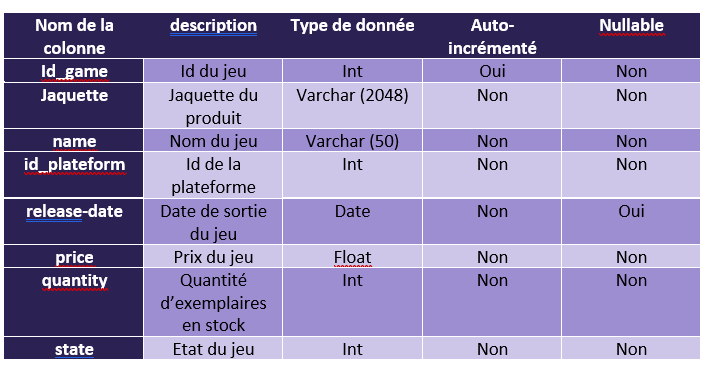 Nom de la colonne | description | Type de donnée | Auto-incrémenté | Nullable
Id_game | Id du jeu | Int | Oui | Non
Jaquette | Jaquette du produit | Varchar (2048) | Non | Non
name | Nom du jeu | Varchar (50) | Non | Non
id_plateform | Id de la plateforme | Int | Non | Non
release-date | Date de sortie du jeu | Date | Non | Oui
price | Prix du jeu | Float | Non | Non
quantity | Quantité d’exemplaires en stock | Int | Non | Non
state | Etat du jeu | Int | Non | Non